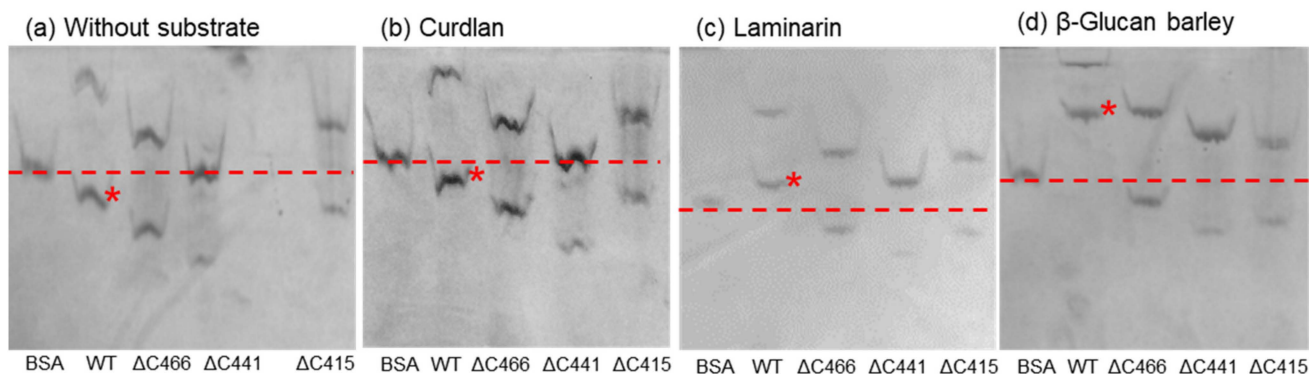 (a) Without substrate
(b) Curdlan
(c) Laminarin
(d) β-Glucan barley
*
*
*
*
BSA WT ΔC466 ΔC441 ΔC415
BSA WT ΔC466 ΔC441 ΔC415
BSA WT ΔC466 ΔC441 ΔC415
BSA WT ΔC466 ΔC441 ΔC415